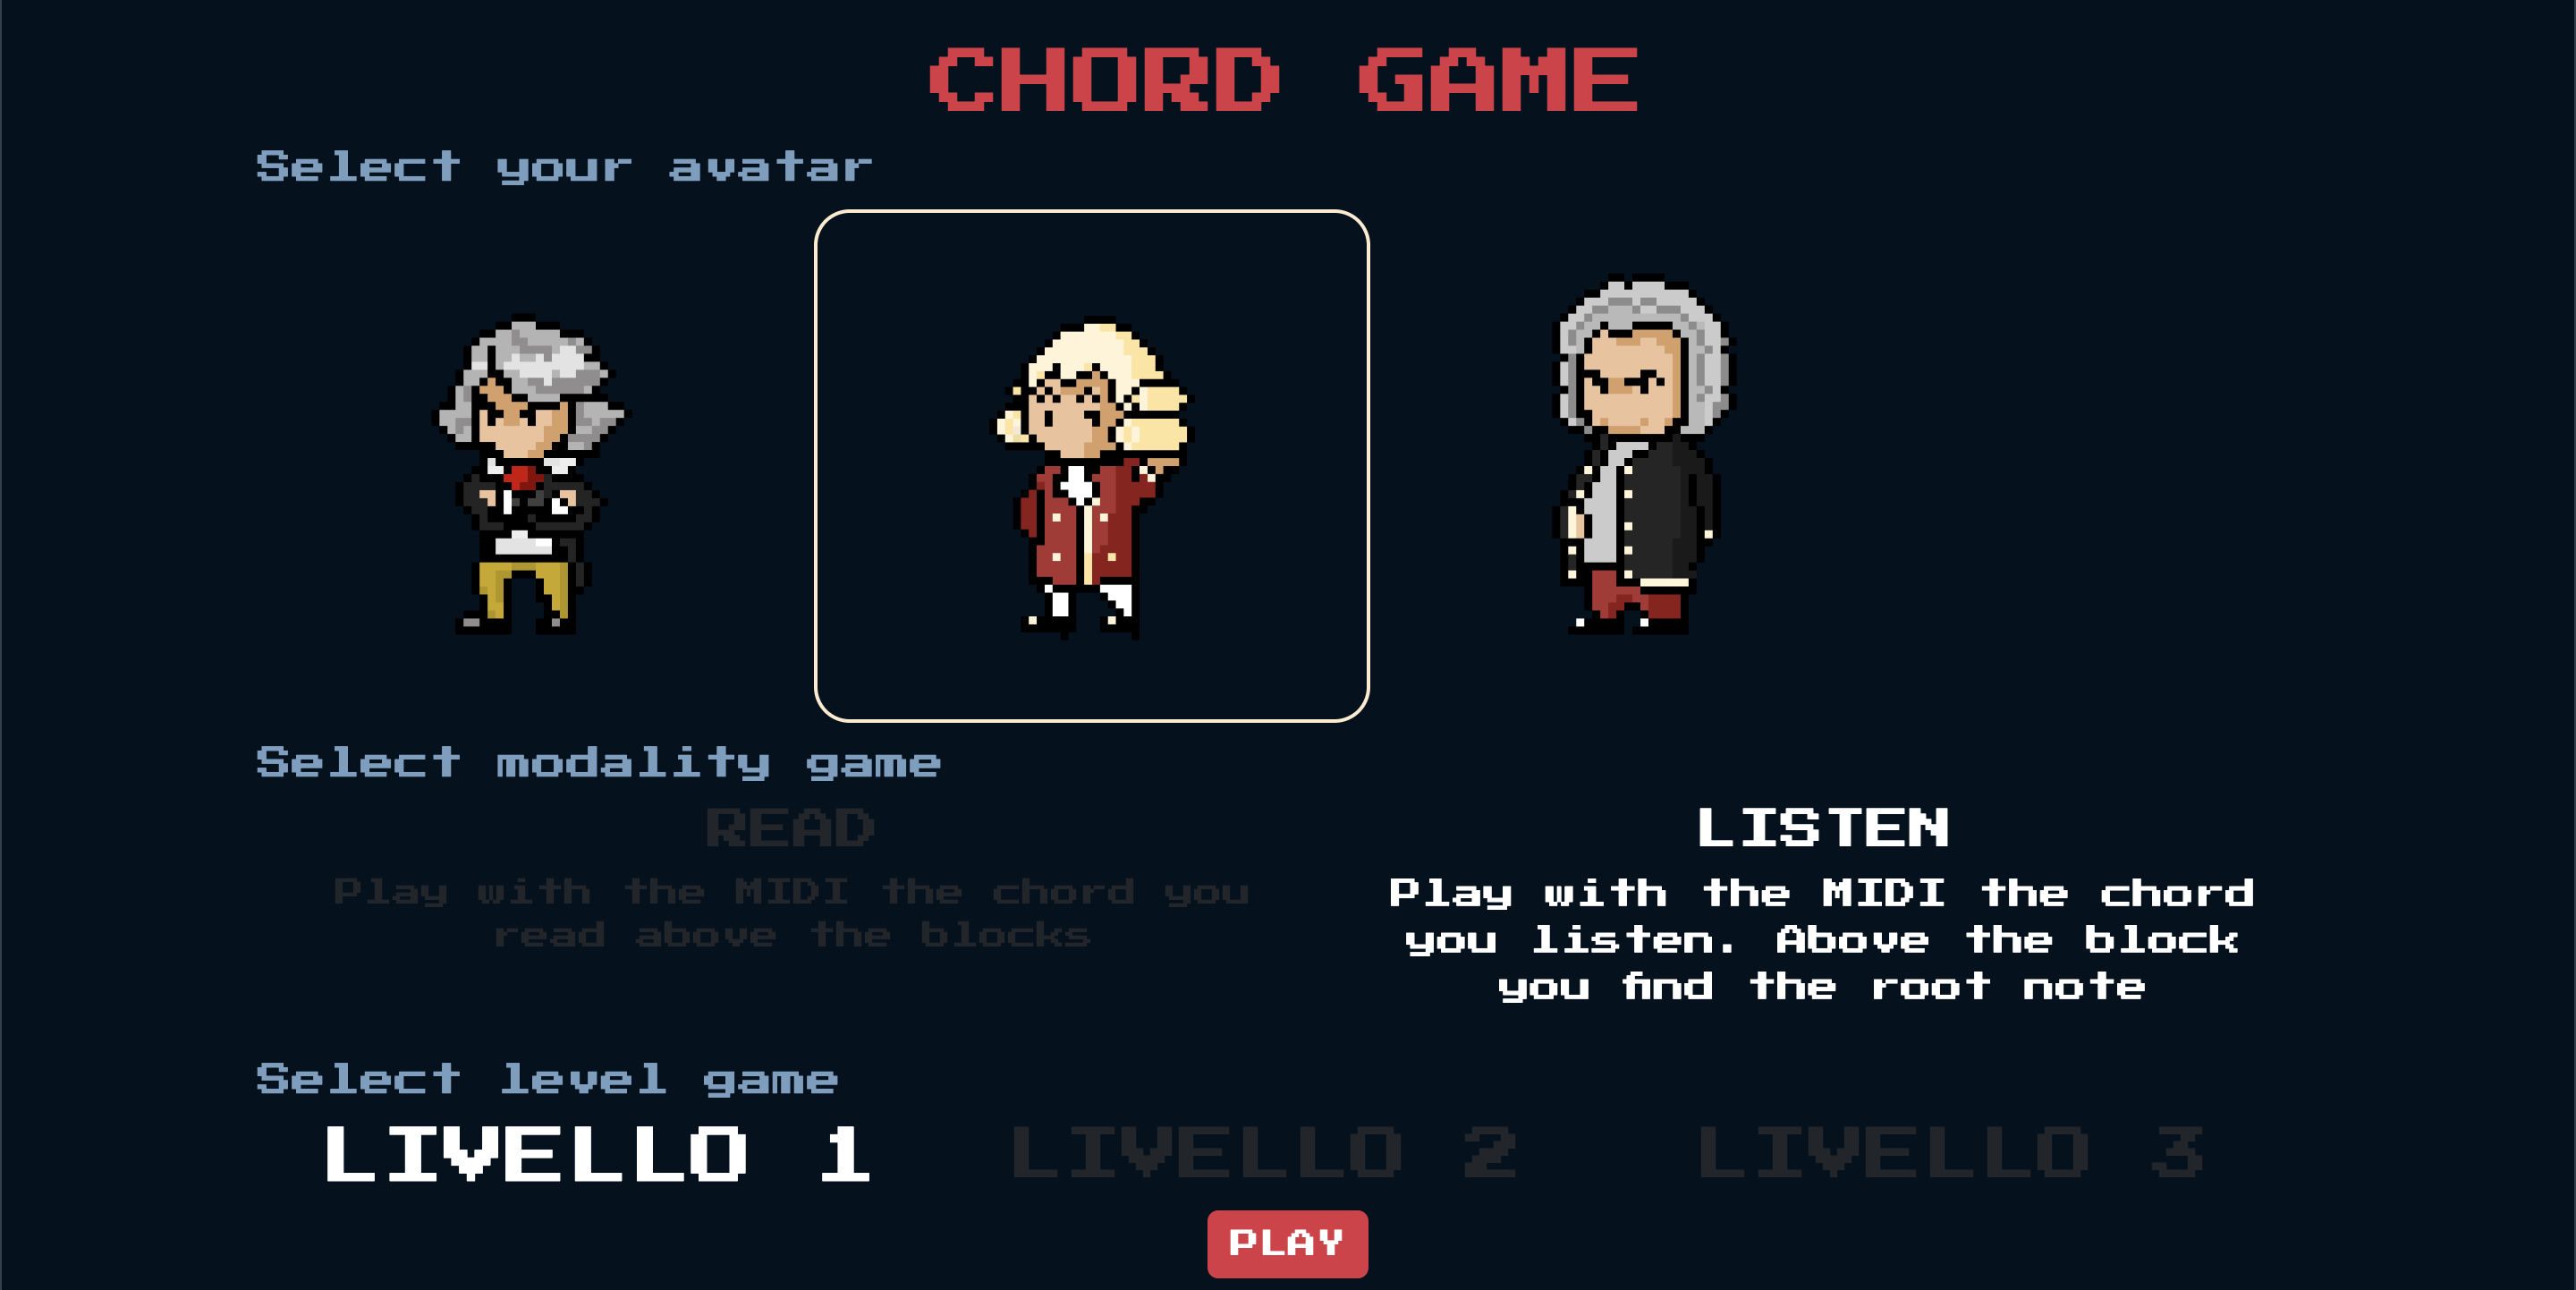 CHORD GAME
Select your avatar
Select modality game
READ
Play with the MIDI the chord you
read above the blocks
LISTEN
Play with the MIDI the chord
you listen. Above the block
you find the root note
Select level game
LIVELLO 1
LIVELLO 2
LIVELLO 3
PLAY